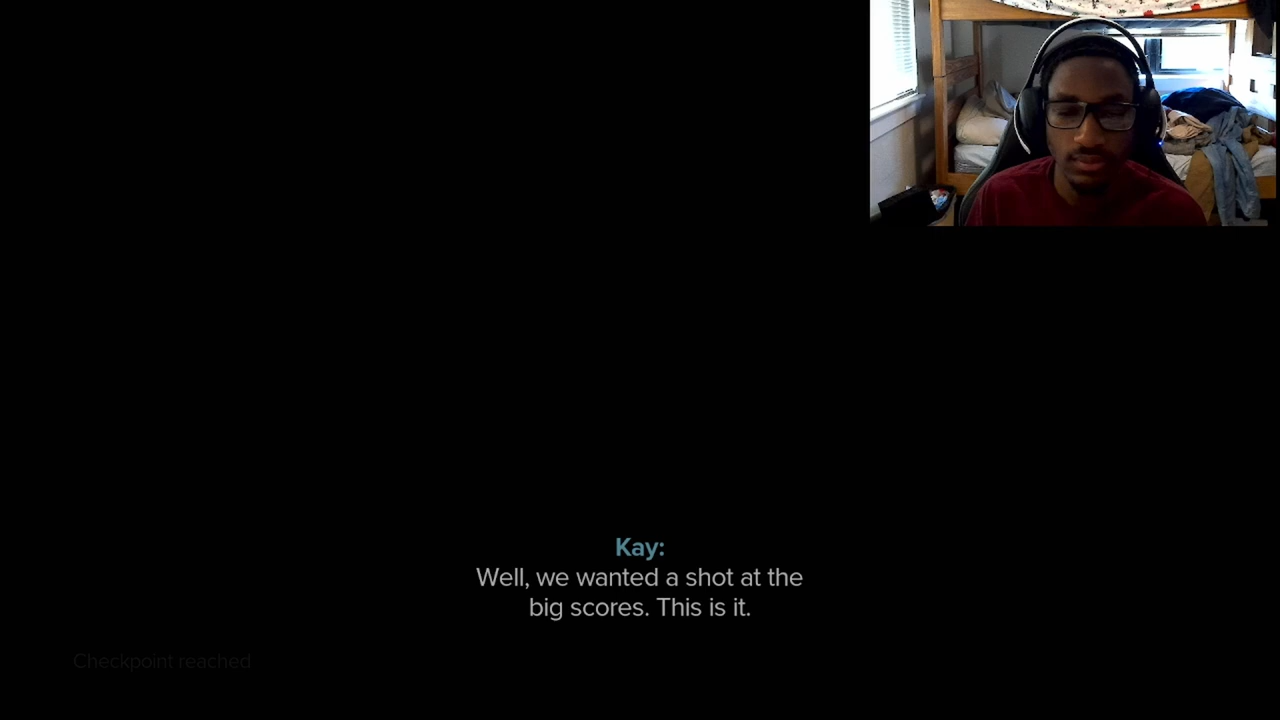 Kay:
Well, we wanted a shot at the
big scores. This is it.
Checkpoint reached